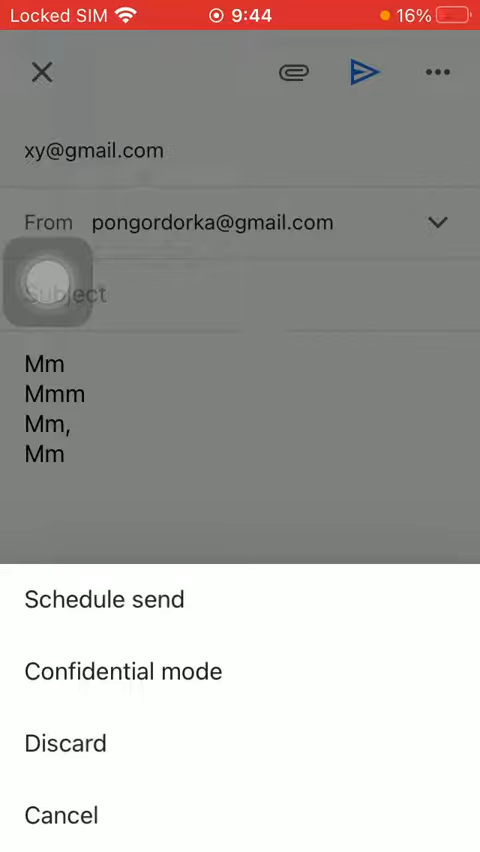 Locked SIM 9:44 16%
xy@gmail.com
From pongordorka@gmail.com
Subject
Mm
Mmm
Mm,
Mm
Schedule send
Confidential mode
Discard
Cancel